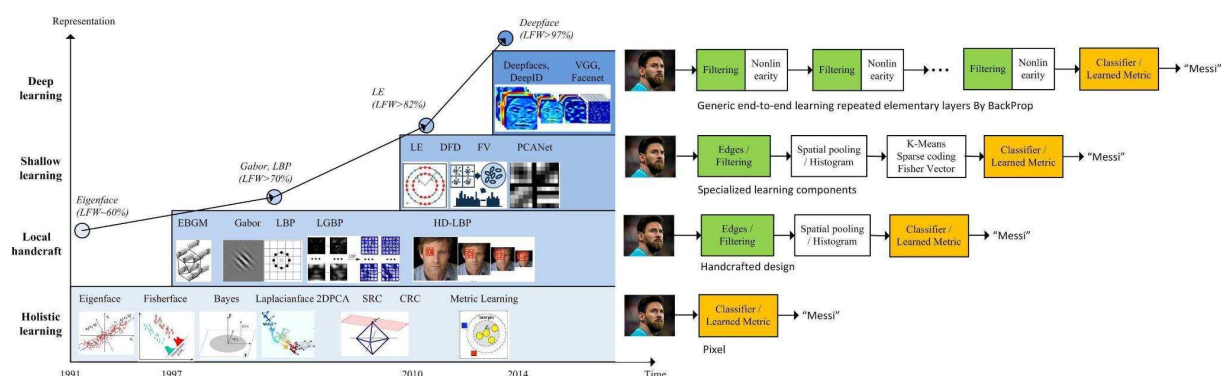 Representation
Deep
learning
Shallow
learning
Local
handcraft
Holistic
learning
Eigenface
(LFW~60%)
Gabor, LBP
(LFW>70%)
LE
(LFW>82%)
Deepface
(LFW>97%)
Deepfaces,
DeepID
VGG,
Facenet
LE DFD FV PCANet
EBGM Gabor LBP LGBP HD-LBP
Eigenface Fisherface Bayes Laplacianface 2DPCA SRC CRC Metric Learning
1991 1997 2010 2014 Time
Filtering
Nonlin
earity
Filtering
Nonlin
earity
...
Filtering
Nonlin
earity
Classifier /
Learned Metric
“Messi”
Generic end-to-end learning repeated elementary layers By BackProp
Edges /
Filtering
Spatial pooling
/ Histogram
K-Means
Sparse coding
Fisher Vector
Classifier /
Learned Metric
“Messi”
Specialized learning components
Edges /
Filtering
Spatial pooling
/ Histogram
Classifier /
Learned Metric
“Messi”
Handcrafted design
Classifier /
Learned Metric
“Messi”
Pixel